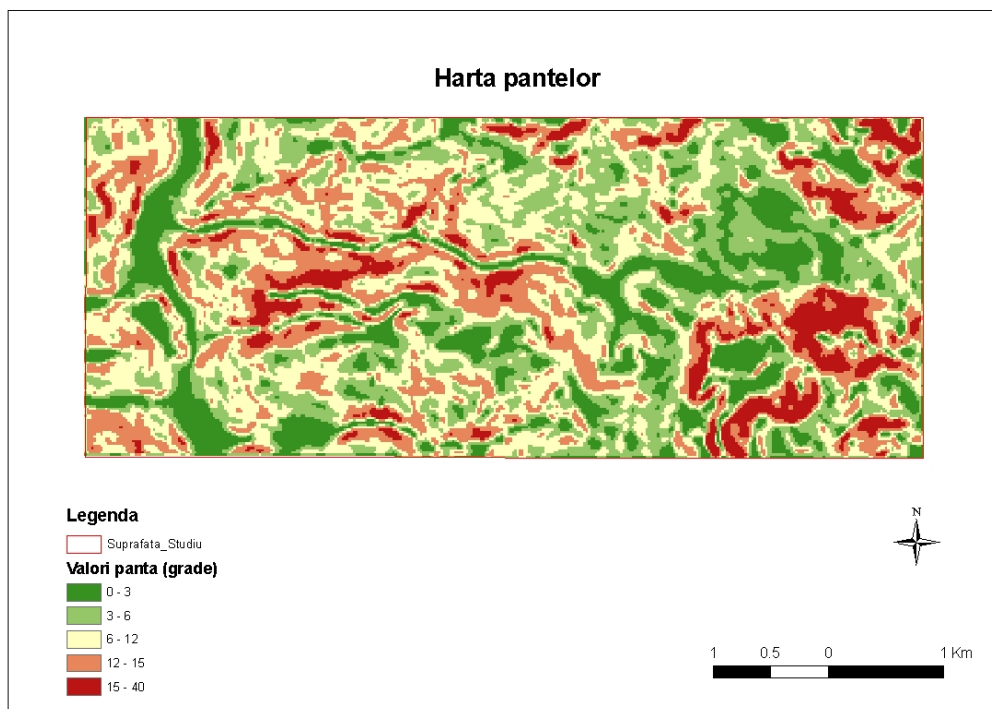 Harta pantelor
Legenda
Suprafata_Studiu
Valori panta (grade)
0 - 3
3 - 6
6 - 12
12 - 15
15 - 40
N
1 0.5 0 1 Km